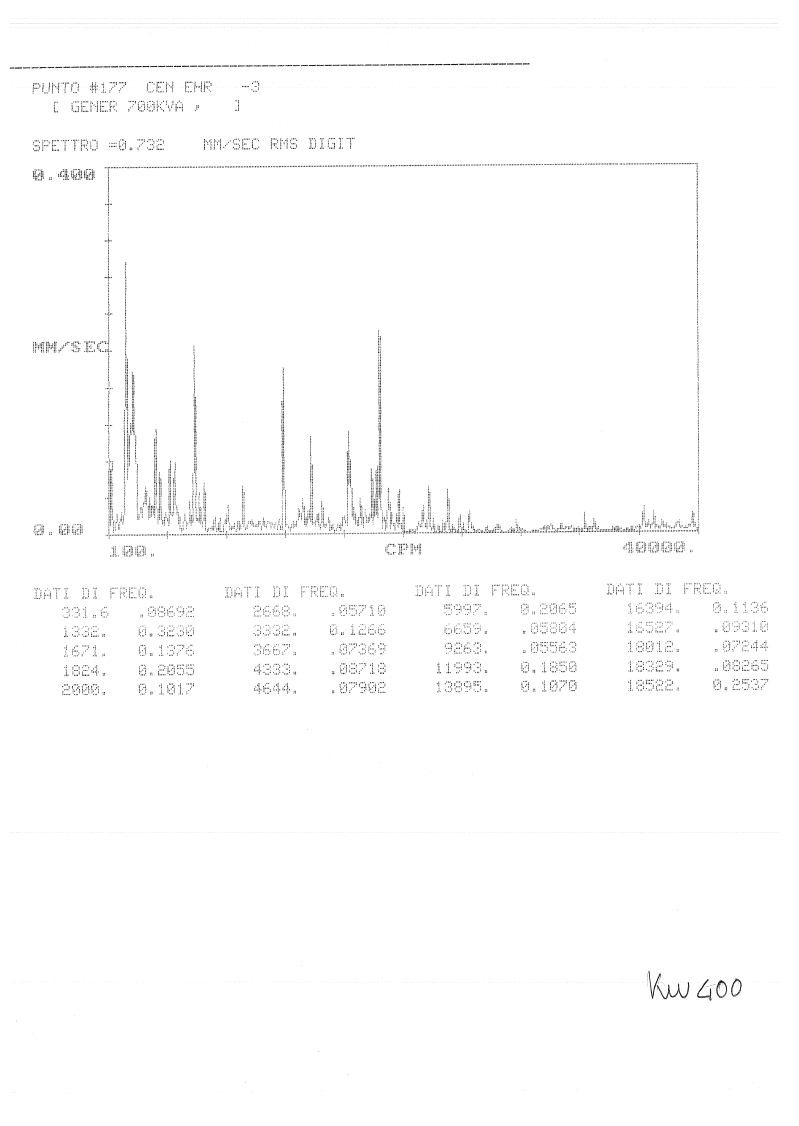 PUNTO #177 CEN EHR -3
[ GENER 700KVA , ]
SPETTRO =0.732 MM/SEC RMS DIGIT
0.400
MM/SEC
0.00
100. CPM 40000.
DATI DI FREQ. DATI DI FREQ. DATI DI FREQ. DATI DI FREQ.
331.6 .08692 2668. .05710 5997. 0.2065 16394. 0.1136
1332. 0.3230 3332. 0.1266 6659. .05804 16527. .09310
1671. 0.1376 3667. .07369 9263. .05563 18012. .07244
1824. 0.2055 4333. .08718 11993. 0.1850 18329. .08265
2000. 0.1017 4644. .07902 13895. 0.1070 18522. 0.2537
KW 400